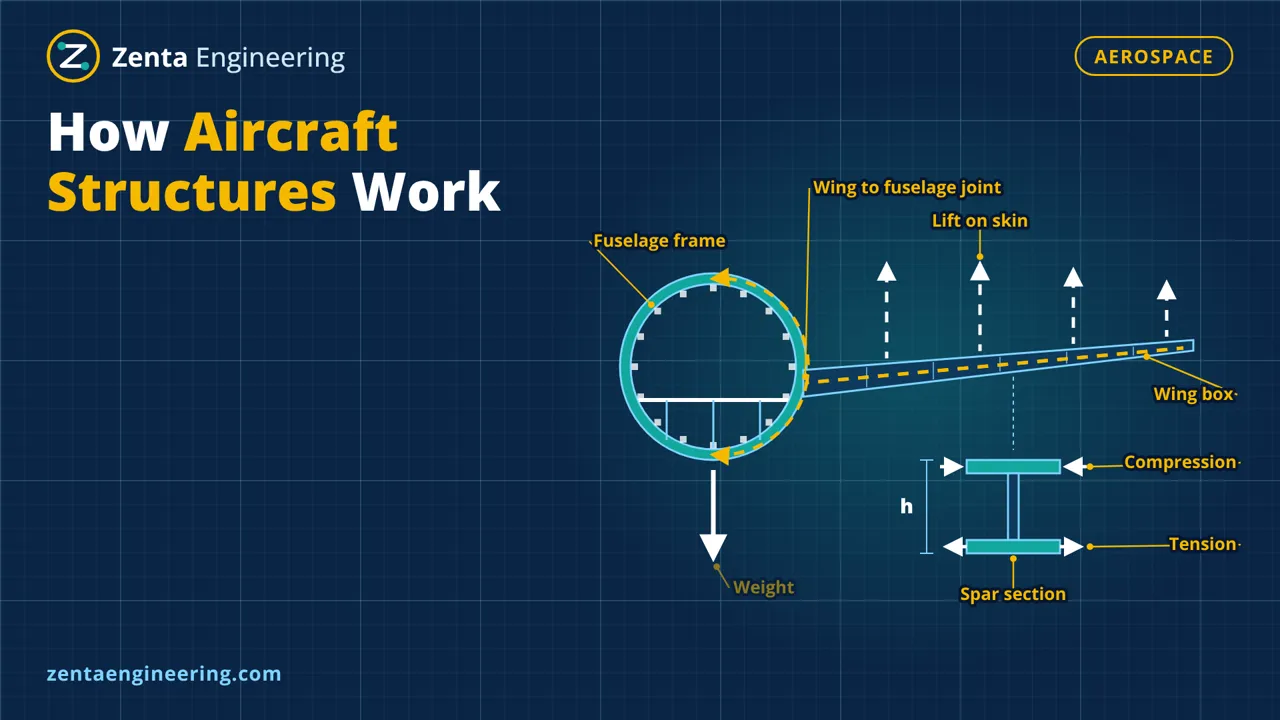 Zenta Engineering
AEROSPACE
How Aircraft
Structures Work
Wing to fuselage joint
Lift on skin
Fuselage frame
Wing box
Compression
h
Tension
Weight
Spar section
zentaengineering.com